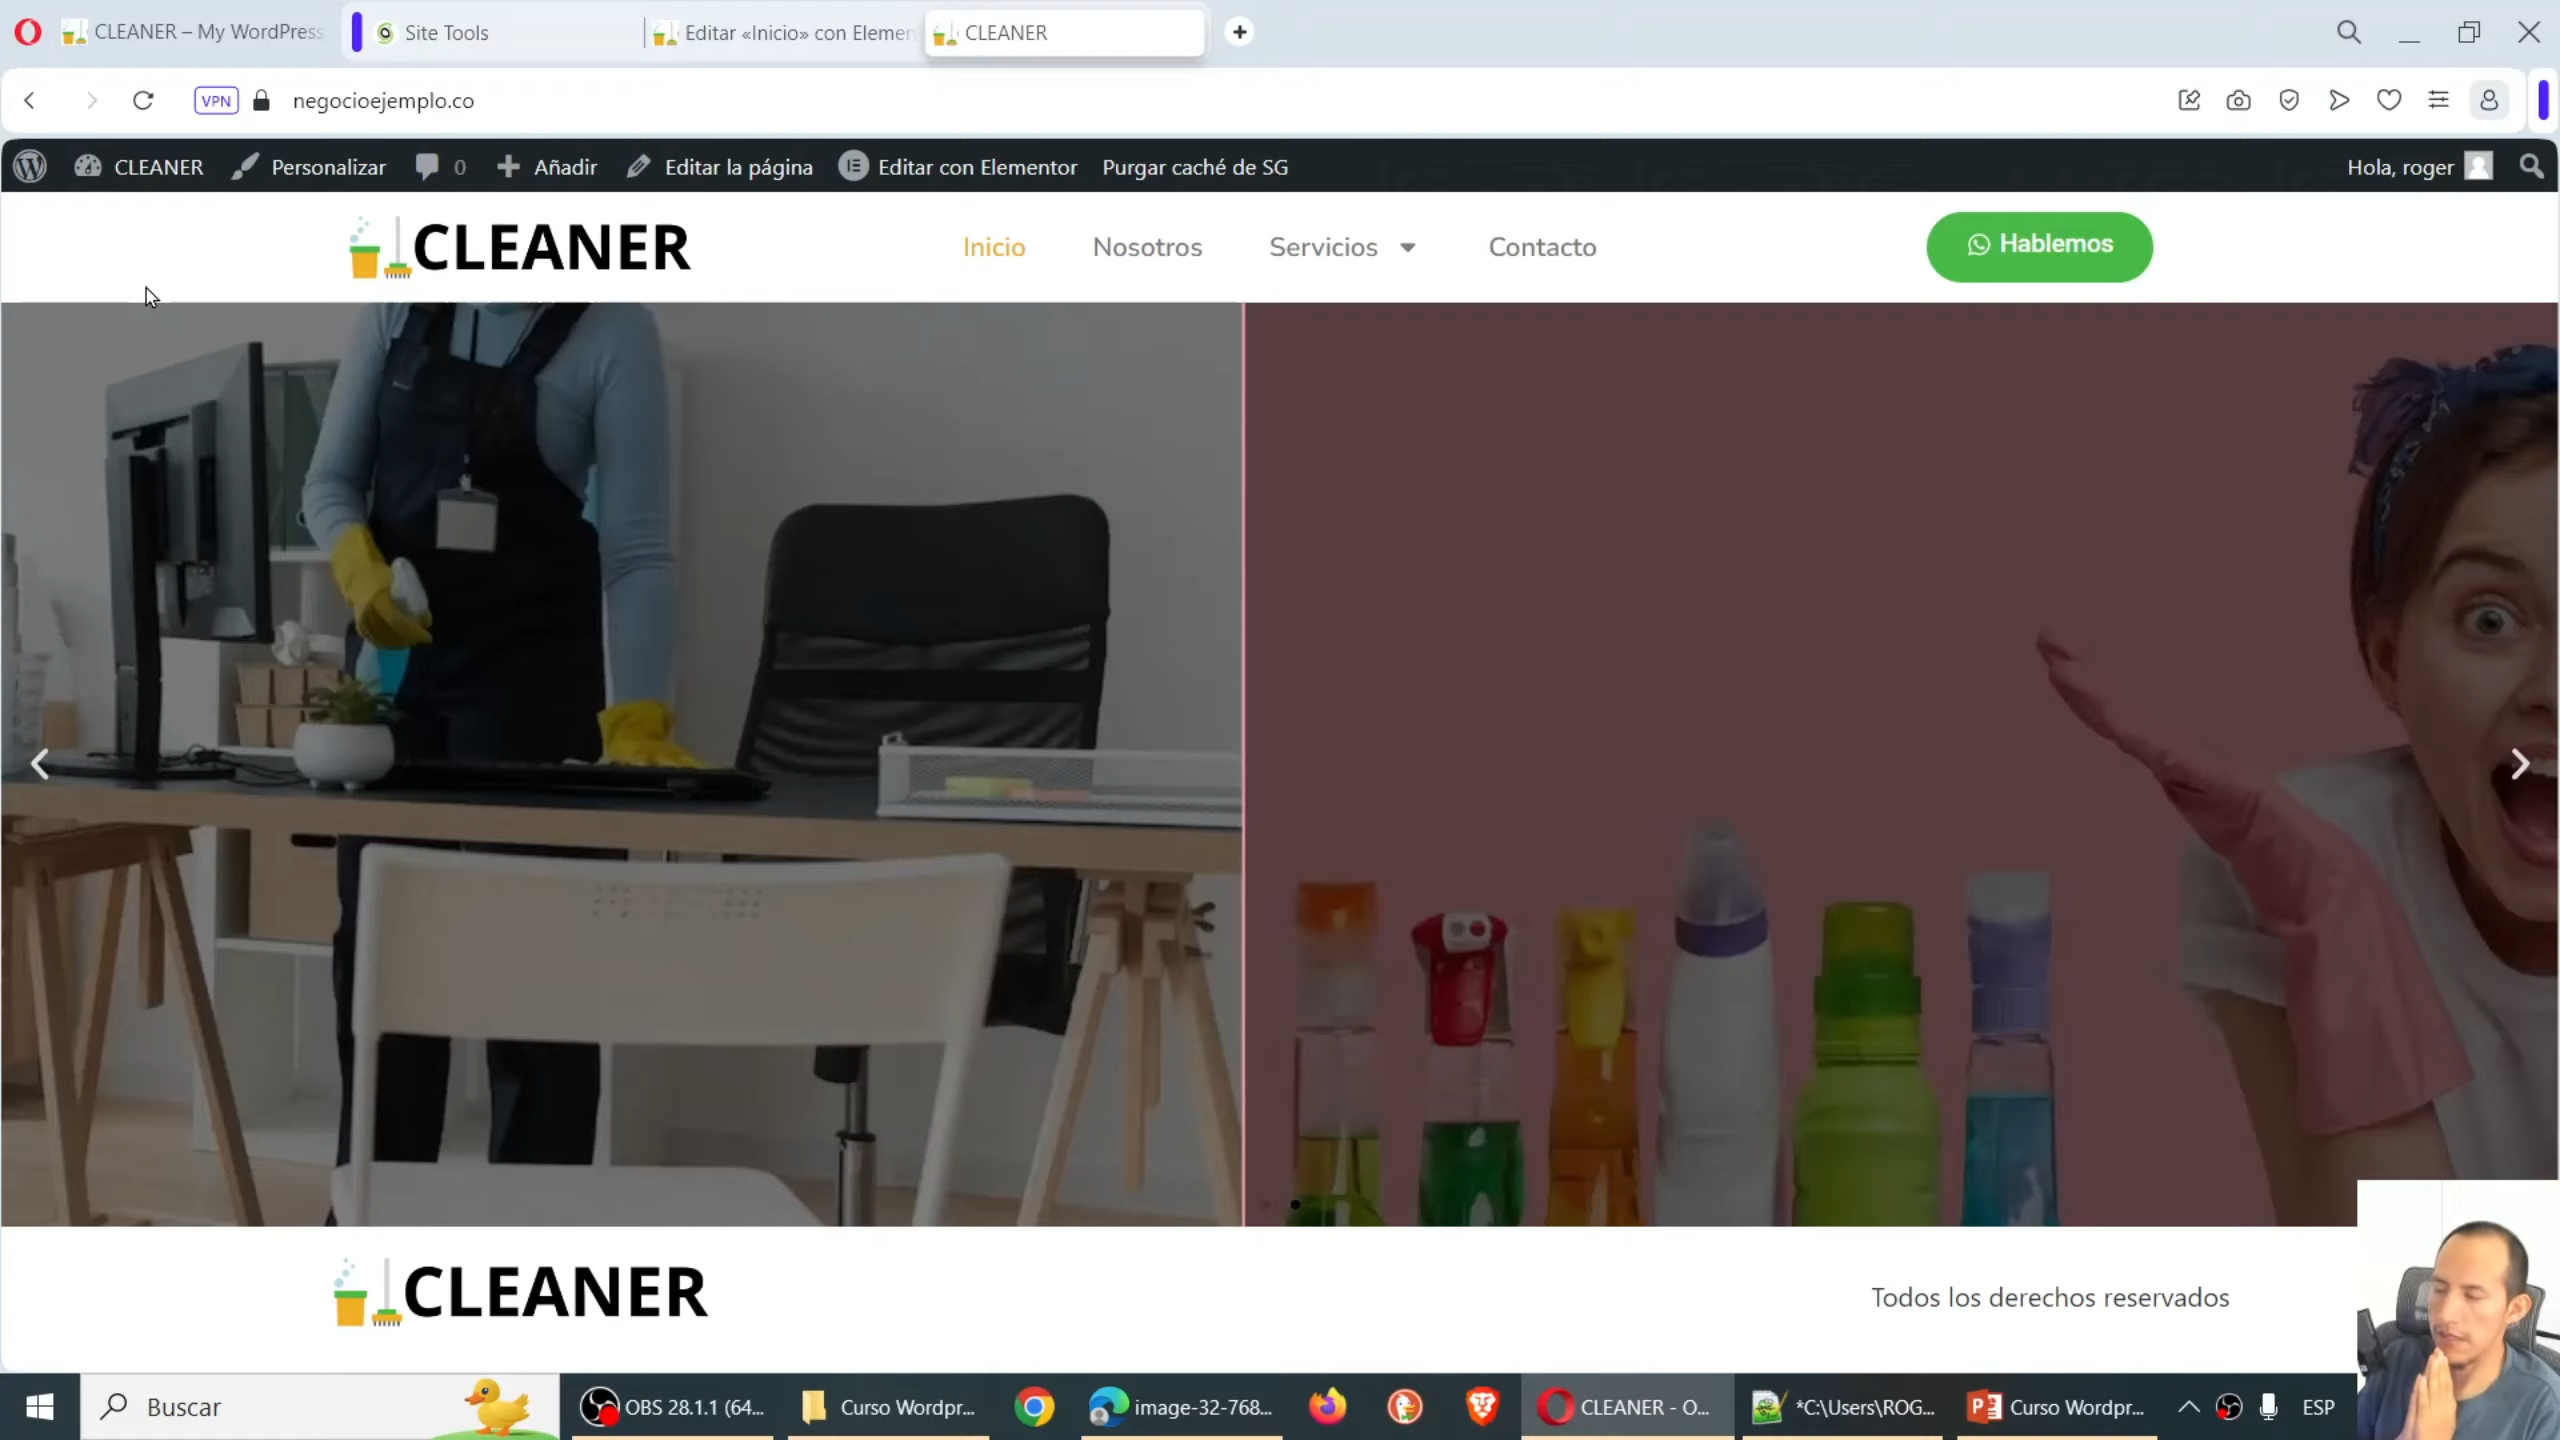 CLEANER – My WordPress
Site Tools
Editar «Inicio» con Elemen
CLEANER
VPN
negocioejemplo.co
CLEANER
Personalizar
0
Añadir
Editar la página
Editar con Elementor
Purgar caché de SG
Hola, roger
CLEANER
Inicio
Nosotros
Servicios
Contacto
Hablemos
CLEANER
Todos los derechos reservados
Buscar
OBS 28.1.1 (64...
Curso Wordpr...
image-32-768...
CLEANER - O...
*C:\Users\ROG...
Curso Wordpr...
ESP